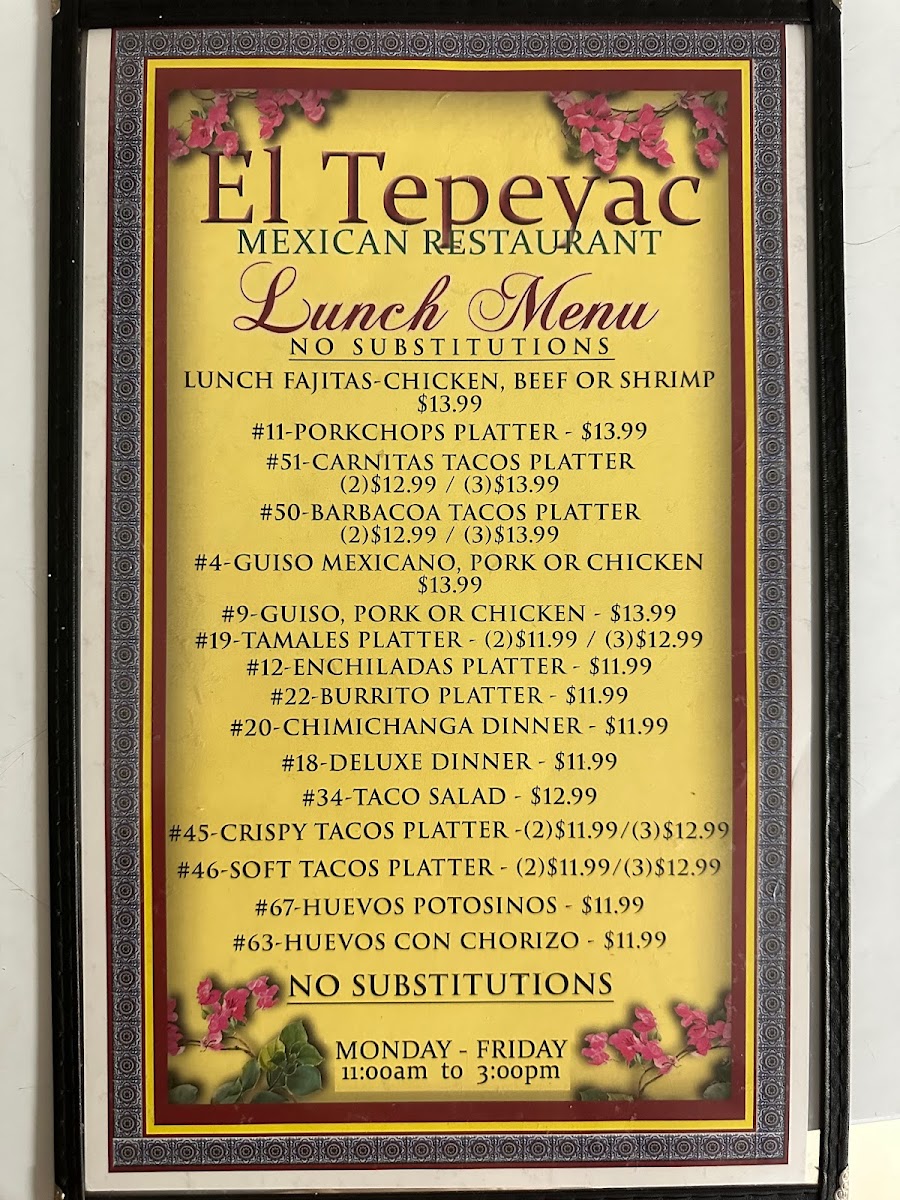 El Tepeyac
MEXICAN RESTAURANT
Lunch Menu
NO SUBSTITUTIONS
LUNCH FAJITAS-CHICKEN, BEEF OR SHRIMP
$13.99
#11-PORKCHOPS PLATTER - $13.99
#51-CARNITAS TACOS PLATTER
(2)$12.99 / (3)$13.99
#50-BARBACOA TACOS PLATTER
(2)$12.99 / (3)$13.99
#4-GUISO MEXICANO, PORK OR CHICKEN
$13.99
#9-GUISO, PORK OR CHICKEN - $13.99
#19-TAMALES PLATTER - (2)$11.99 / (3)$12.99
#12-ENCHILADAS PLATTER - $11.99
#22-BURRITO PLATTER - $11.99
#20-CHIMICHANGA DINNER - $11.99
#18-DELUXE DINNER - $11.99
#34-TACO SALAD - $12.99
#45-CRISPY TACOS PLATTER -(2)$11.99/(3)$12.99
#46-SOFT TACOS PLATTER - (2)$11.99/(3)$12.99
#67-HUEVOS POTOSINOS - $11.99
#63-HUEVOS CON CHORIZO - $11.99
NO SUBSTITUTIONS
MONDAY - FRIDAY
11:00am to 3:00pm